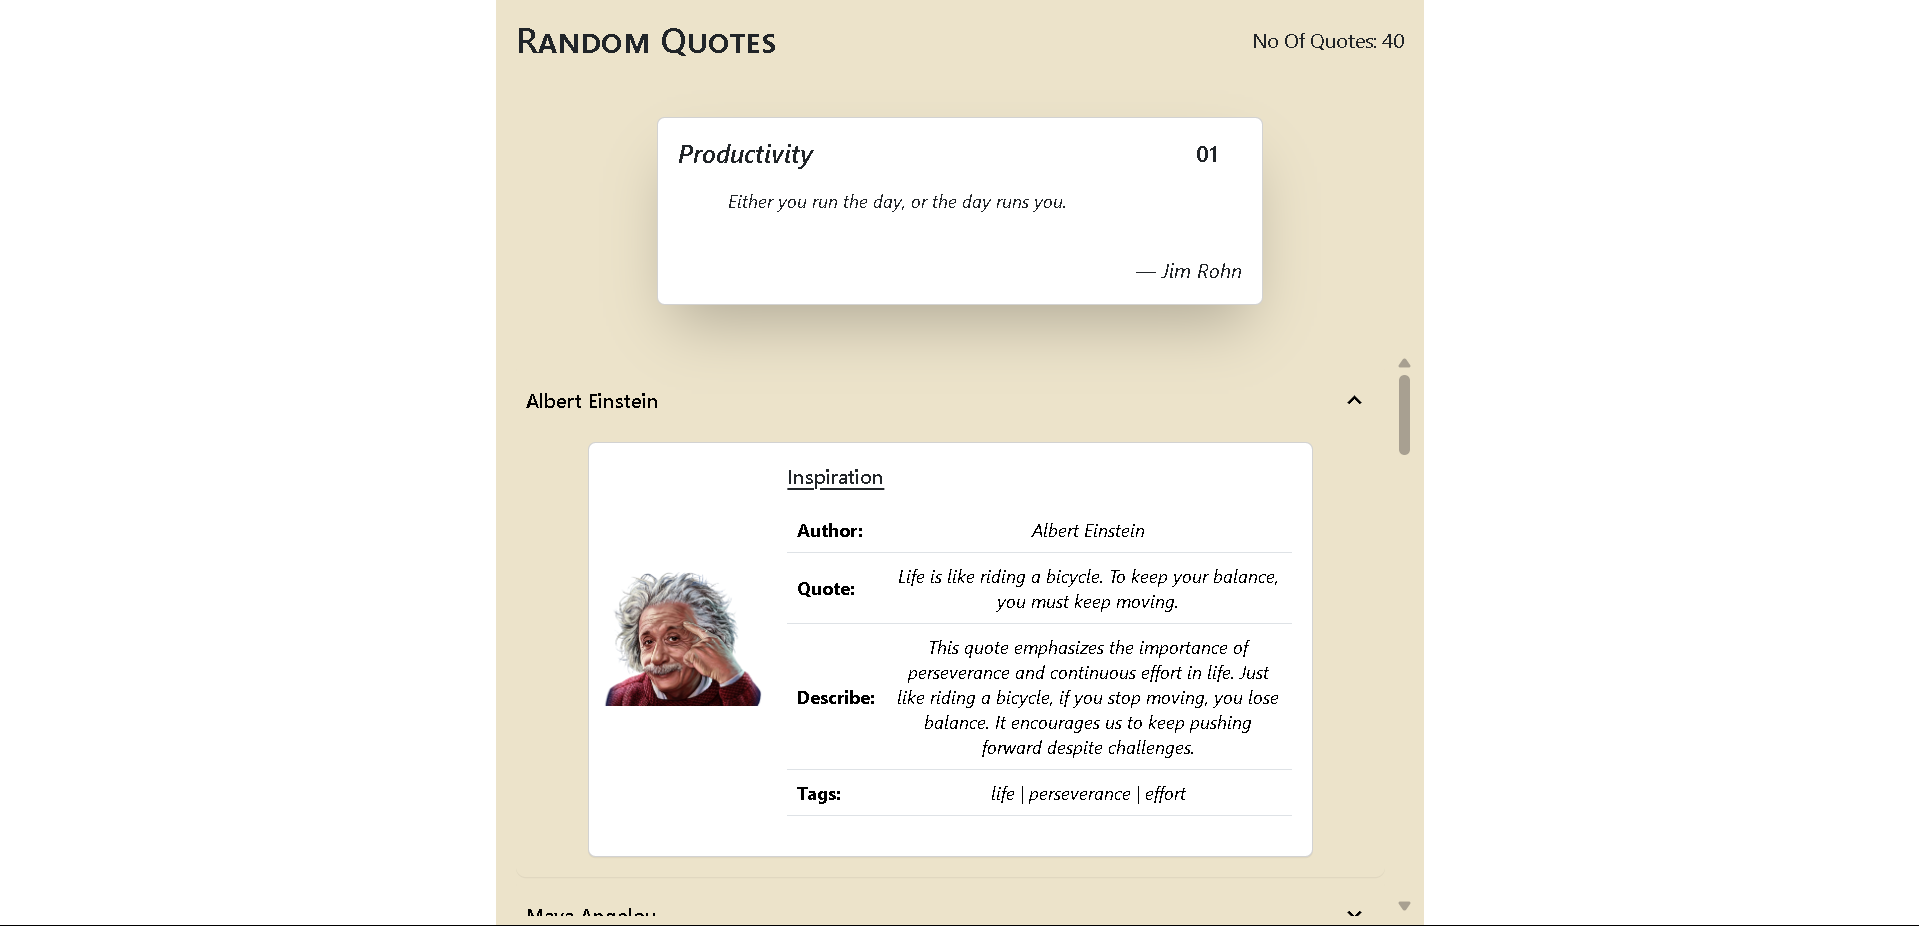 Random Quotes
No Of Quotes: 40
Productivity
01
Either you run the day, or the day runs you.
— Jim Rohn
Albert Einstein
Inspiration
Author:
Albert Einstein
Quote:
Life is like riding a bicycle. To keep your balance,
you must keep moving.
Describe:
This quote emphasizes the importance of
perseverance and continuous effort in life. Just
like riding a bicycle, if you stop moving, you lose
balance. It encourages us to keep pushing
forward despite challenges.
Tags:
life | perseverance | effort
Maya Angelou